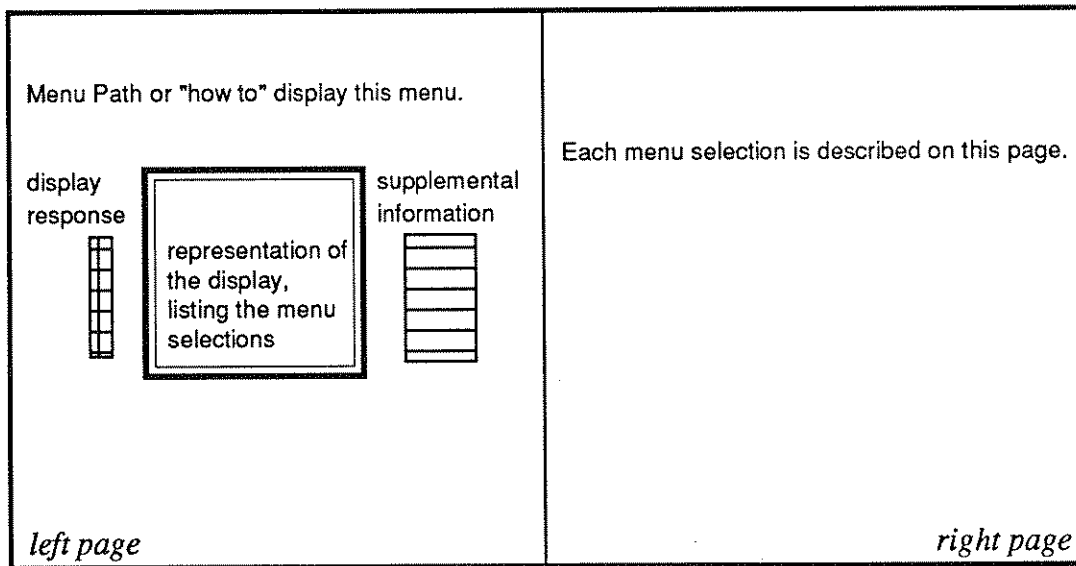 Menu Path or "how to" display this menu.
display
response
representation of
the display,
listing the menu
selections
supplemental
information
left page
Each menu selection is described on this page.
right page